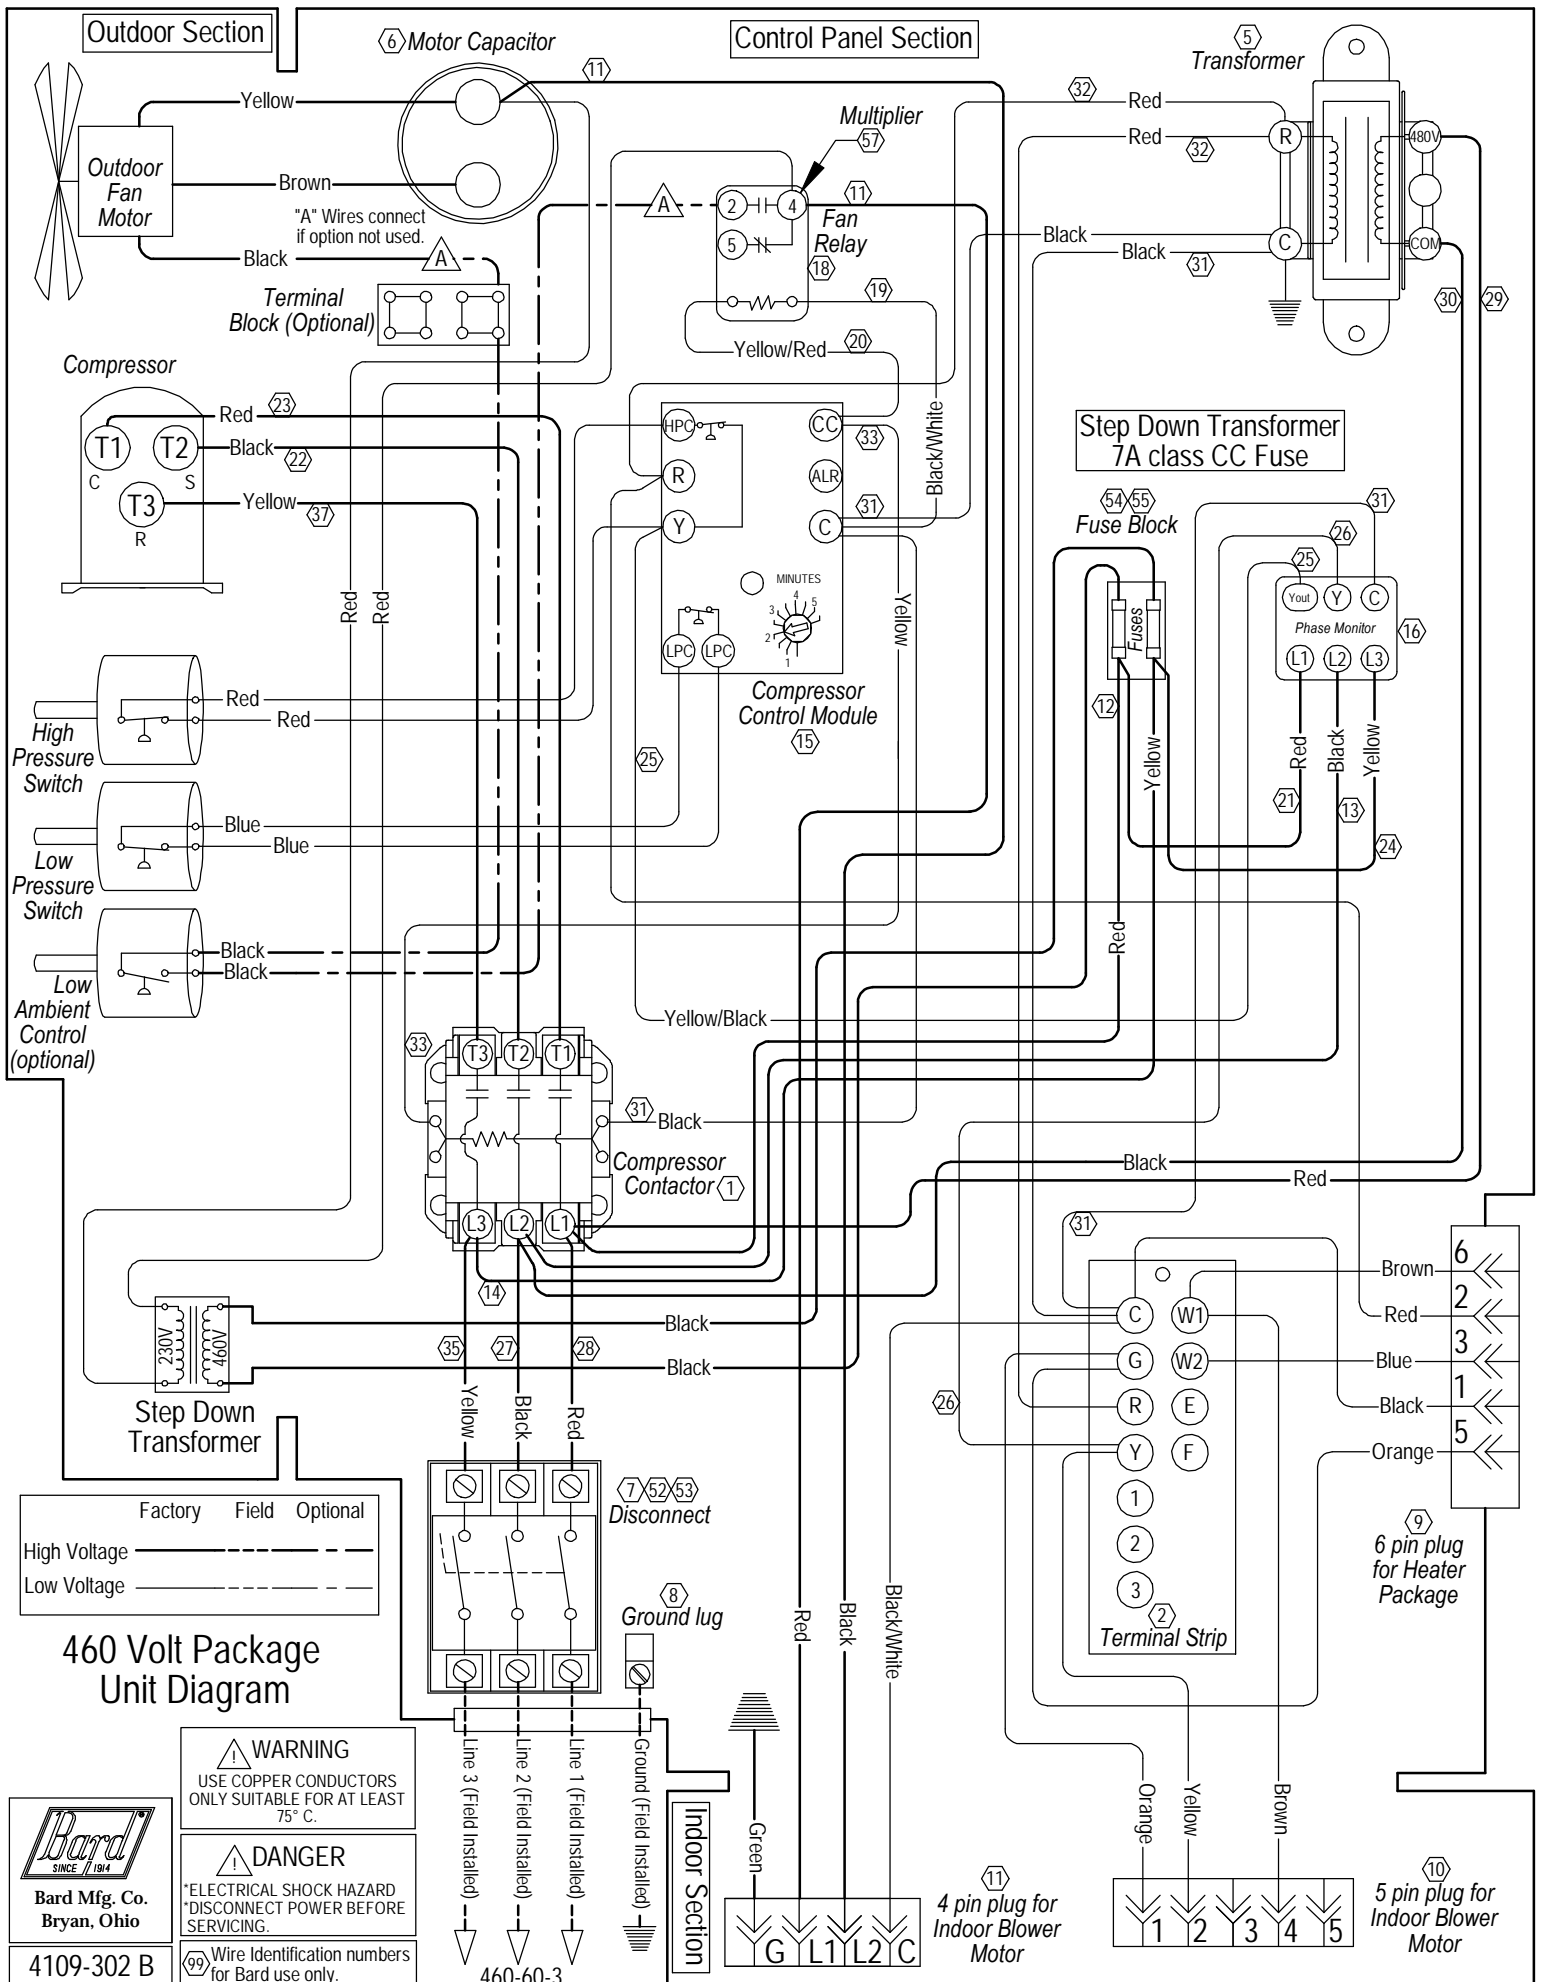 Outdoor Section
6
Motor Capacitor
Control Panel Section
5
Transformer
11
Yellow
32
Red
Multiplier
57
Red
32
R
480V
Outdoor
Fan
Motor
Brown
"A" Wires connect
if option not used.
A
2
4
11
Fan
Relay
5
18
Black
A
Black
Black
31
C
COM
Terminal
Block (Optional)
19
30
29
Yellow/Red
20
Compressor
Red
23
T1
T2
C
S
Black
22
T3
R
Yellow
37
HPC
CC
33
R
ALR
Y
C
31
Black/White
MINUTES
1
2
3
4
5
LPC
LPC
Compressor
Control Module
15
Step Down Transformer
7A class CC Fuse
54
55
Fuse Block
Fuses
31
26
25
Yout
Y
C
Phase Monitor
16
L1
L2
L3
Red
Red
Yellow
Red
Red
High
Pressure
Switch
12
Yellow
Red
Black
Yellow
21
13
24
25
Blue
Blue
Low
Pressure
Switch
Black
Black
Low
Ambient
Control
(optional)
Red
Yellow/Black
33
T3
T2
T1
31
Black
Compressor
Contactor
1
L3
L2
L1
14
Black
Red
31
230V
460V
Step Down
Transformer
Black
Black
35
27
28
Yellow
Black
Red
C
W1
G
W2
R
E
Y
F
1
2
3
2
Terminal Strip
26
Brown
6
Red
2
Blue
3
Black
1
Orange
5
9
6 pin plug
for Heater
Package
7
52
53
Disconnect
8
Ground lug
Factory Field Optional
High Voltage
Low Voltage
460 Volt Package
Unit Diagram
WARNING
USE COPPER CONDUCTORS
ONLY SUITABLE FOR AT LEAST
75° C.
DANGER
*ELECTRICAL SHOCK HAZARD
*DISCONNECT POWER BEFORE
SERVICING.
99
Wire Identification numbers
for Bard use only.
Bard
®
SINCE 1914
Bard Mfg. Co.
Bryan, Ohio
4109-302 B
Line 3 (Field Installed)
Line 2 (Field Installed)
Line 1 (Field Installed)
Ground (Field Installed)
460-60-3
Indoor Section
Green
Red
Black
Black/White
G
L1
L2
C
11
4 pin plug for
Indoor Blower
Motor
Orange
Yellow
Brown
1
2
3
4
5
10
5 pin plug for
Indoor Blower
Motor